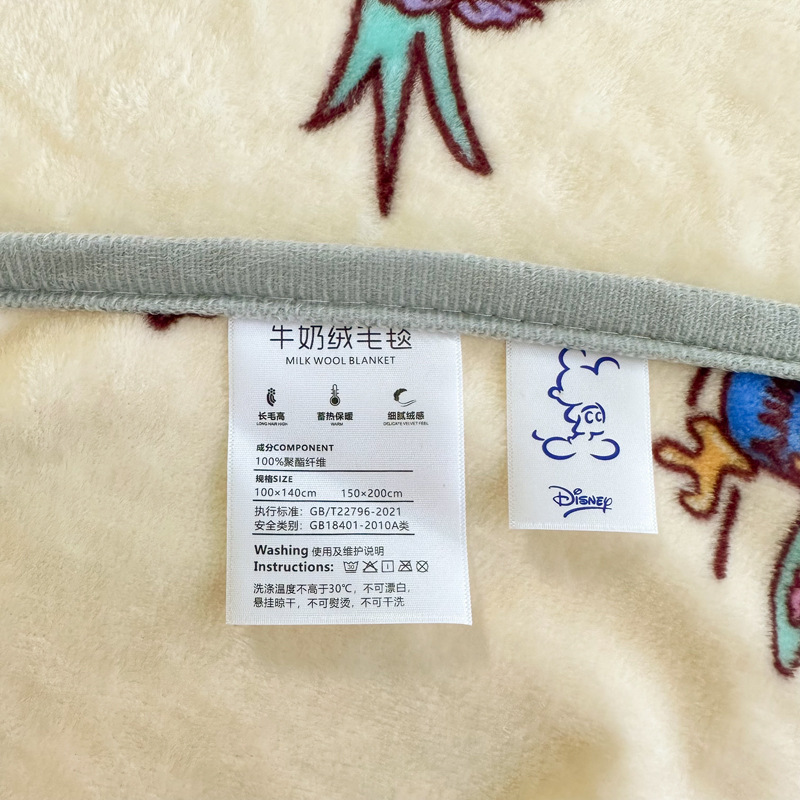 牛奶绒毛毯
MILK WOOL BLANKET
长毛高 蓄热保暖 细腻绒感
LONG HAIR HIGH WARM DELICATE VELVET FEEL
成分COMPONENT
100%聚酯纤维
规格SIZE
100×140cm 150×200cm
执行标准: GB/T22796-2021
安全类别: GB18401-2010A类
Washing 使用及维护说明
Instructions:
洗涤温度不高于30℃, 不可漂白,
悬挂晾干, 不可熨烫, 不可干洗
Disney